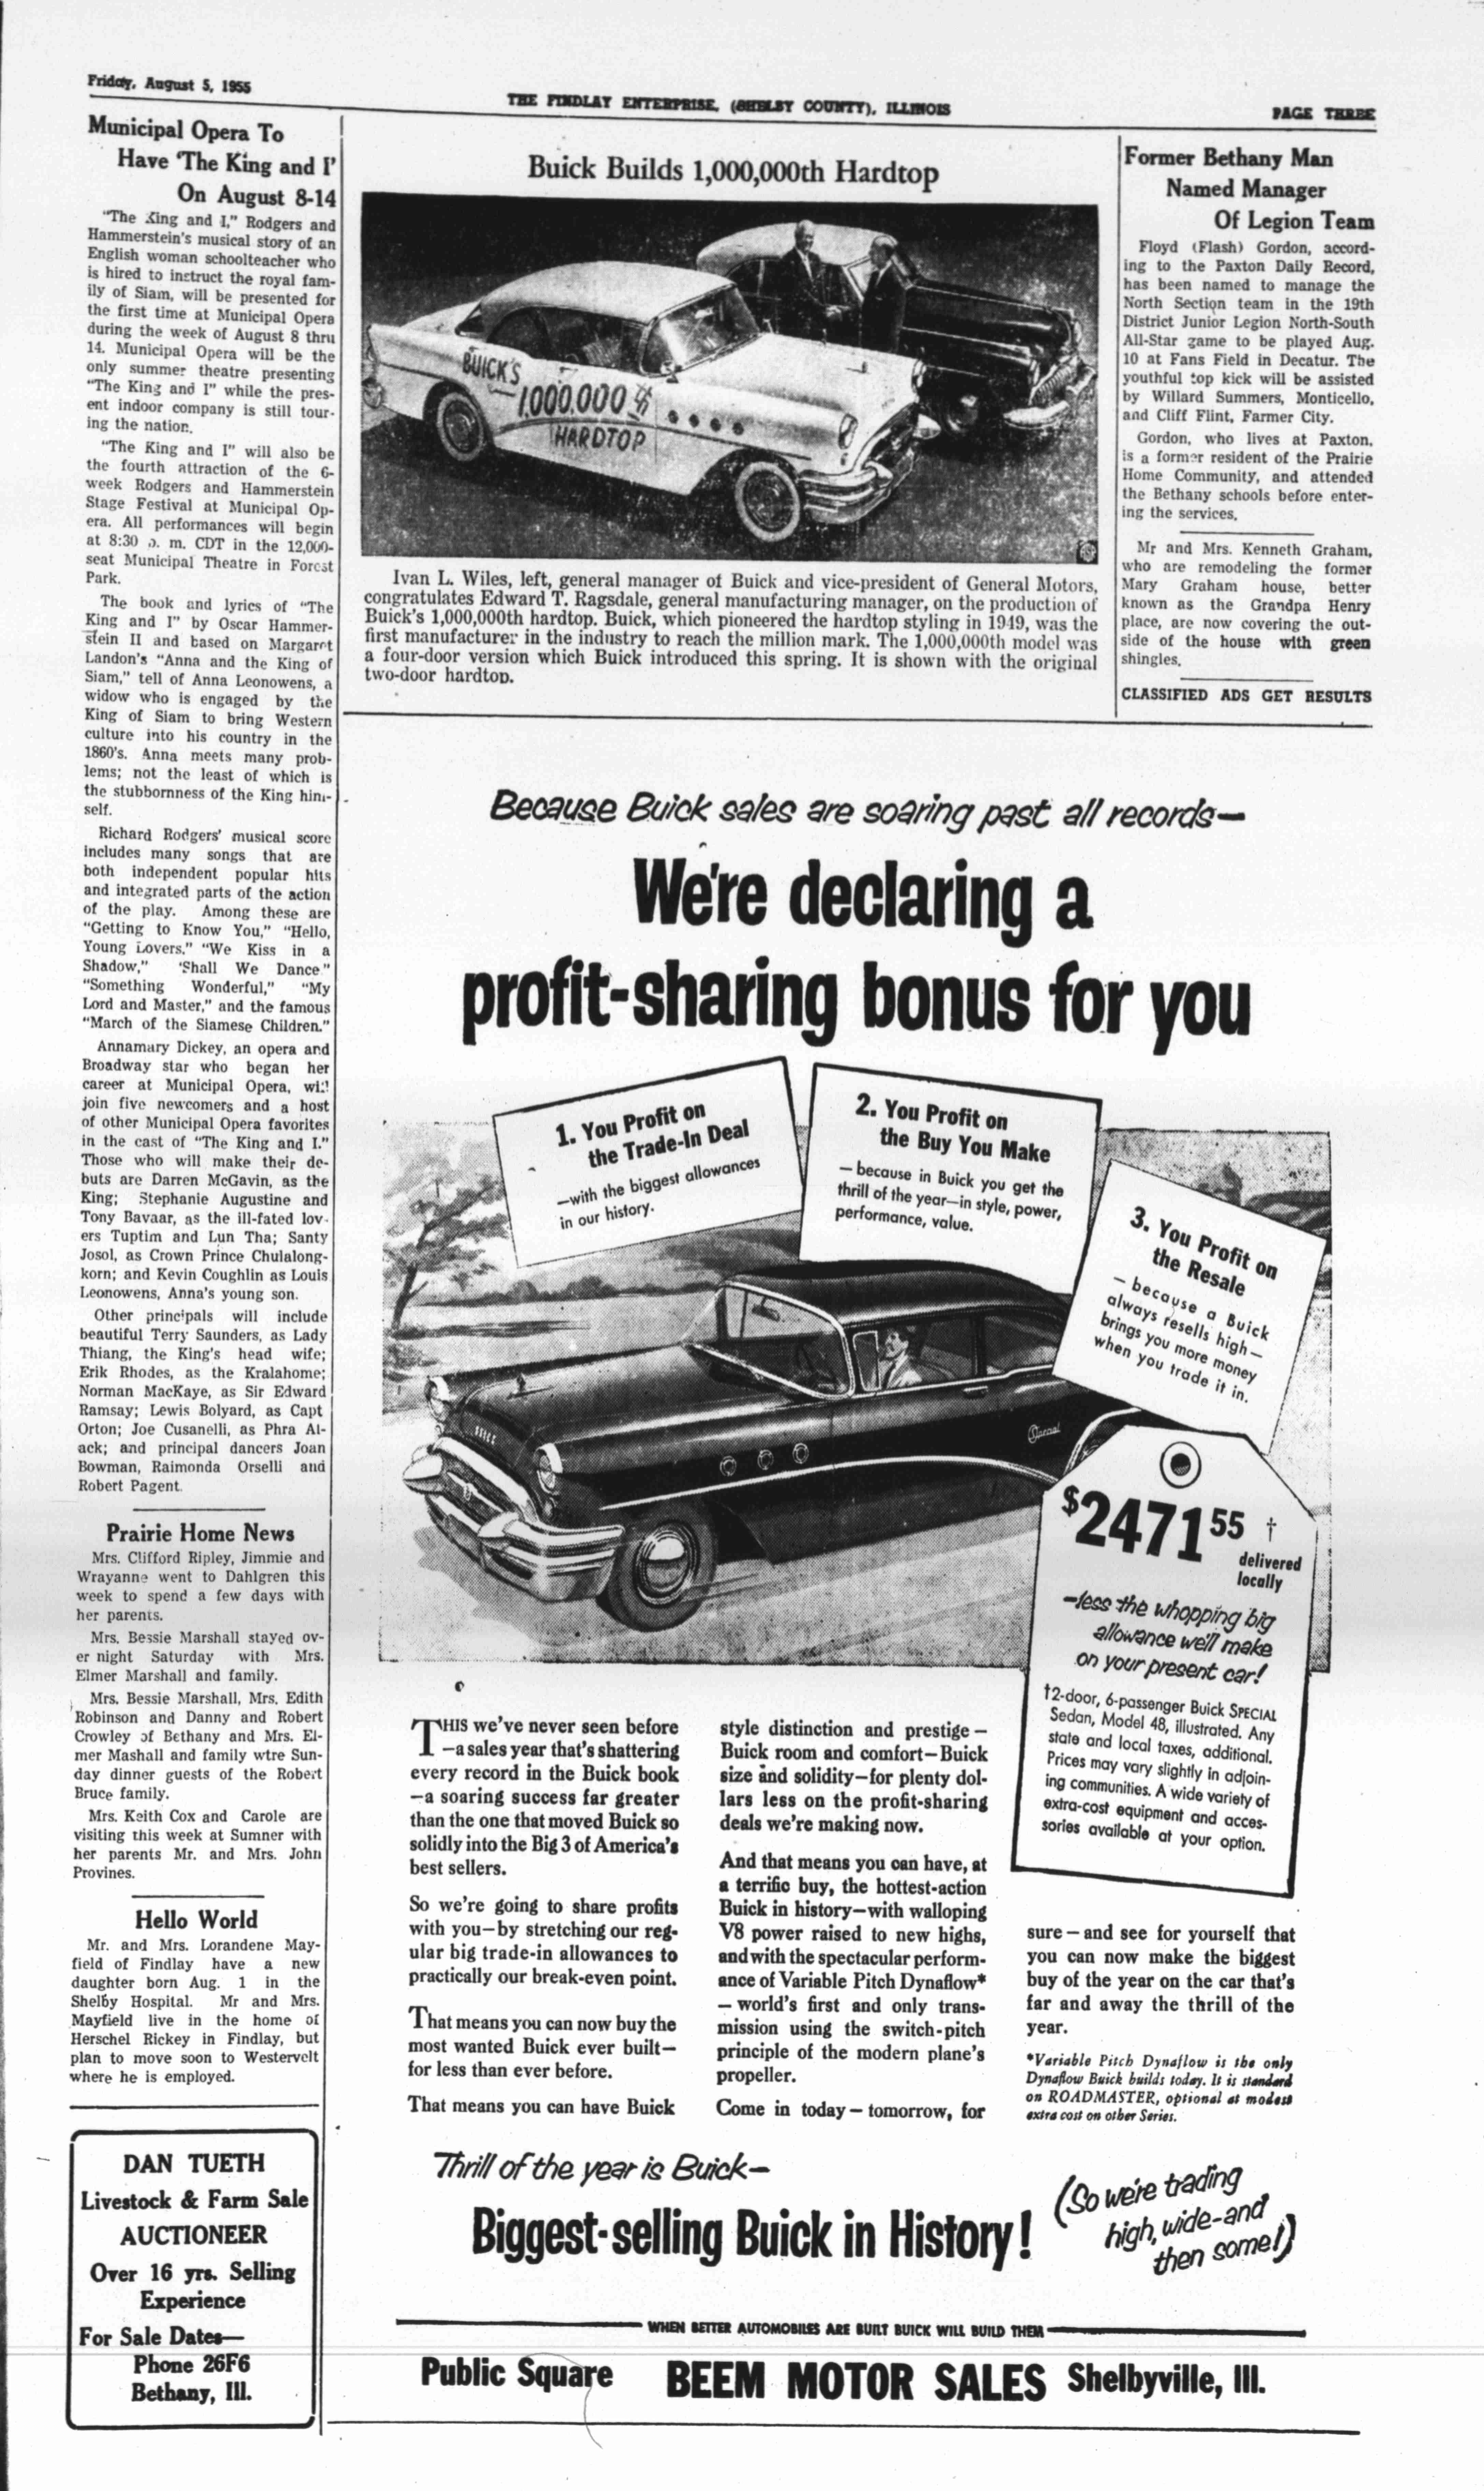 Friday, August 5, 1955
THE FINDLAY ENTERPRISE, (SHELBY COUNTY), ILLINOIS
PAGE THREE
Municipal Opera To
Have 'The King and I'
On August 8-14
"The King and I," Rodgers and
Hammerstein's musical story of an
English woman schoolteacher who
is hired to instruct the royal fam-
ily of Siam, will be presented for
the first time at Municipal Opera
during the week of August 8 thru
14. Municipal Opera will be the
only summer theatre presenting
"The King and I" while the pres-
ent indoor company is still tour-
ing the nation.
"The King and I" will also be
the fourth attraction of the 6-
week Rodgers and Hammerstein
Stage Festival at Municipal Op-
era. All performances will begin
at 8:30 p. m. CDT in the 12,000-
seat Municipal Theatre in Forest
Park.
The book and lyrics of "The
King and I" by Oscar Hammer-
stein II and based on Margaret
Landon's "Anna and the King of
Siam," tell of Anna Leonowens, a
widow who is engaged by the
King of Siam to bring Western
culture into his country in the
1860's. Anna meets many prob-
lems; not the least of which is
the stubbornness of the King him-
self.
Richard Rodgers' musical score
includes many songs that are
both independent popular hits
and integrated parts of the action
of the play. Among these are
"Getting to Know You," "Hello,
Young Lovers," "We Kiss in a
Shadow," 'Shall We Dance"
"Something Wonderful," "My
Lord and Master," and the famous
"March of the Siamese Children."
Annamary Dickey, an opera and
Broadway star who began her
career at Municipal Opera, will
join five newcomers and a host
of other Municipal Opera favorites
in the cast of "The King and I."
Those who will make their de-
buts are Darren McGavin, as the
King; Stephanie Augustine and
Tony Bavaar, as the ill-fated lov-
ers Tuptim and Lun Tha; Santy
Josol, as Crown Prince Chulalong-
korn; and Kevin Coughlin as Louis
Leonowens, Anna's young son.
Other principals will include
beautiful Terry Saunders, as Lady
Thiang, the King's head wife;
Erik Rhodes, as the Kralahome;
Norman MacKaye, as Sir Edward
Ramsay; Lewis Bolyard, as Capt
Orton; Joe Cusanelli, as Phra Al-
ack; and principal dancers Joan
Bowman, Raimonda Orselli and
Robert Pagent.
Prairie Home News
Mrs. Clifford Ripley, Jimmie and
Wrayanne went to Dahlgren this
week to spend a few days with
her parents.
Mrs. Bessie Marshall stayed ov-
er night Saturday with Mrs.
Elmer Marshall and family.
Mrs. Bessie Marshall, Mrs. Edith
Robinson and Danny and Robert
Crowley of Bethany and Mrs. El-
mer Mashall and family wtre Sun-
day dinner guests of the Robert
Bruce family.
Mrs. Keith Cox and Carole are
visiting this week at Sumner with
her parents Mr. and Mrs. John
Provines.
Hello World
Mr. and Mrs. Lorandene May-
field of Findlay have a new
daughter born Aug. 1 in the
Shelby Hospital. Mr and Mrs.
Mayfield live in the home of
Herschel Rickey in Findlay, but
plan to move soon to Westervelt
where he is employed.
DAN TUETH
Livestock & Farm Sale
AUCTIONEER
Over 16 yrs. Selling
Experience
For Sale Dates—
Phone 26F6
Bethany, Ill.
Buick Builds 1,000,000th Hardtop
BUICK'S
1,000,000th
HARDTOP
Ivan L. Wiles, left, general manager of Buick and vice-president of General Motors,
congratulates Edward T. Ragsdale, general manufacturing manager, on the production of
Buick's 1,000,000th hardtop. Buick, which pioneered the hardtop styling in 1949, was the
first manufacturer in the industry to reach the million mark. The 1,000,000th model was
a four-door version which Buick introduced this spring. It is shown with the original
two-door hardtop.
Former Bethany Man
Named Manager
Of Legion Team
Floyd (Flash) Gordon, accord-
ing to the Paxton Daily Record,
has been named to manage the
North Section team in the 19th
District Junior Legion North-South
All-Star game to be played Aug.
10 at Fans Field in Decatur. The
youthful top kick will be assisted
by Willard Summers, Monticello,
and Cliff Flint, Farmer City.
Gordon, who lives at Paxton,
is a former resident of the Prairie
Home Community, and attended
the Bethany schools before enter-
ing the services.
Mr and Mrs. Kenneth Graham,
who are remodeling the former
Mary Graham house, better
known as the Grandpa Henry
place, are now covering the out-
side of the house with green
shingles.
CLASSIFIED ADS GET RESULTS
Because Buick sales are soaring past all records—
We're declaring a
profit-sharing bonus for you
1. You Profit on
the Trade-In Deal
—with the biggest allowances
in our history.
2. You Profit on
the Buy You Make
—because in Buick you get the
thrill of the year—in style, power,
performance, value.
3. You Profit on
the Resale
—because a Buick
always resells high—
brings you more money
when you trade it in.
BUICK
Special
$2471 55 †
delivered
locally
—less the whopping big
allowance we'll make
on your present car!
†2-door, 6-passenger Buick SPECIAL
Sedan, Model 48, illustrated. Any
state and local taxes, additional.
Prices may vary slightly in adjoin-
ing communities. A wide variety of
extra-cost equipment and acces-
sories available at your option.
THIS we've never seen before
—a sales year that's shattering
every record in the Buick book
—a soaring success far greater
than the one that moved Buick so
solidly into the Big 3 of America's
best sellers.
So we're going to share profits
with you—by stretching our reg-
ular big trade-in allowances to
practically our break-even point.
That means you can now buy the
most wanted Buick ever built—
for less than ever before.
That means you can have Buick
style distinction and prestige—
Buick room and comfort—Buick
size and solidity—for plenty dol-
lars less on the profit-sharing
deals we're making now.
And that means you can have, at
a terrific buy, the hottest-action
Buick in history—with walloping
V8 power raised to new highs,
and with the spectacular perform-
ance of Variable Pitch Dynaflow*
—world's first and only trans-
mission using the switch-pitch
principle of the modern plane's
propeller.
Come in today—tomorrow, for
sure—and see for yourself that
you can now make the biggest
buy of the year on the car that's
far and away the thrill of the
year.
*Variable Pitch Dynaflow is the only
Dynaflow Buick builds today. It is standard
on ROADMASTER, optional at modest
extra cost on other Series.
Thrill of the year is Buick—
Biggest-selling Buick in History!
(So we're trading
high, wide—and
then some!)
WHEN BETTER AUTOMOBILES ARE BUILT BUICK WILL BUILD THEM
Public Square BEEM MOTOR SALES Shelbyville, Ill.